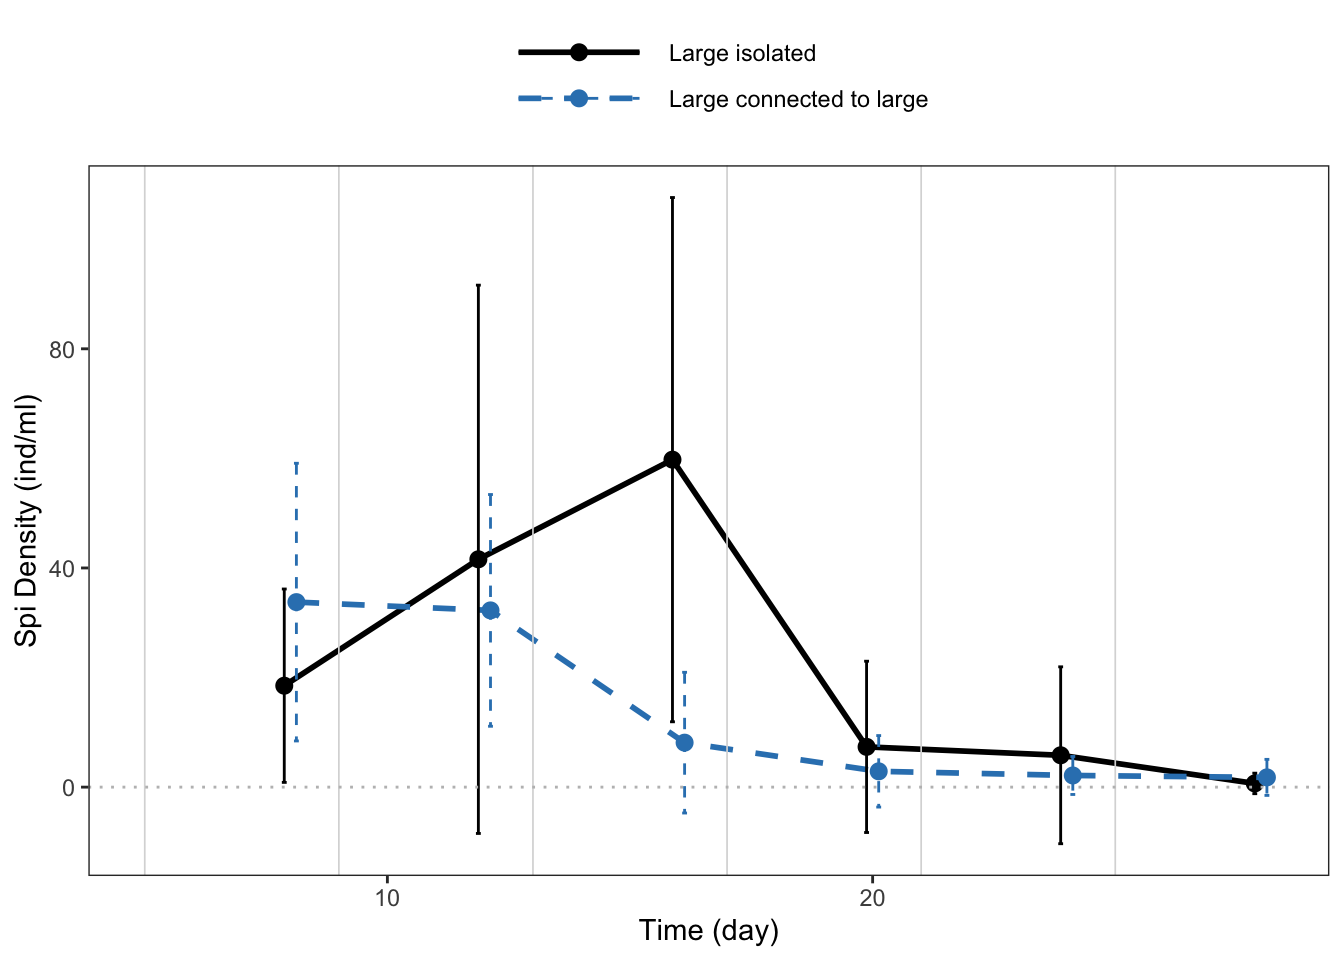 Large isolated
Large connected to large
80
40
0
Spi Density (ind/ml)
10
20
Time (day)